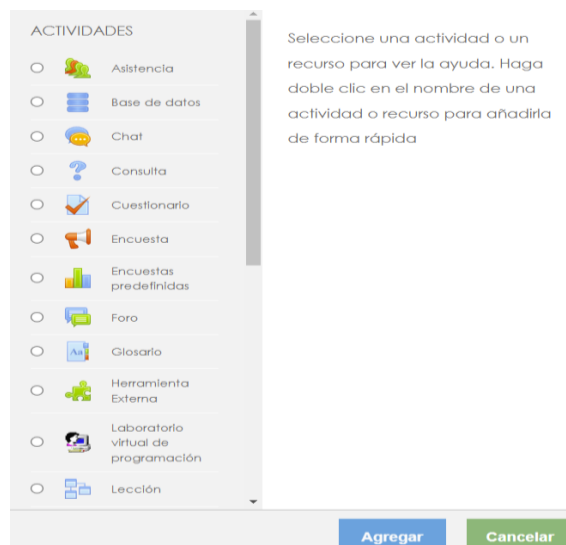 ACTIVIDADES
Asistencia
Base de datos
Chat
Consulta
Cuestionario
Encuesta
Encuestas
predefinidas
Foro
Glosario
Herramienta
Externa
Laboratorio
virtual de
programación
Lección
Seleccione una actividad o un
recurso para ver la ayuda. Haga
doble clic en el nombre de una
actividad o recurso para añadirla
de forma rápida
Agregar
Cancelar